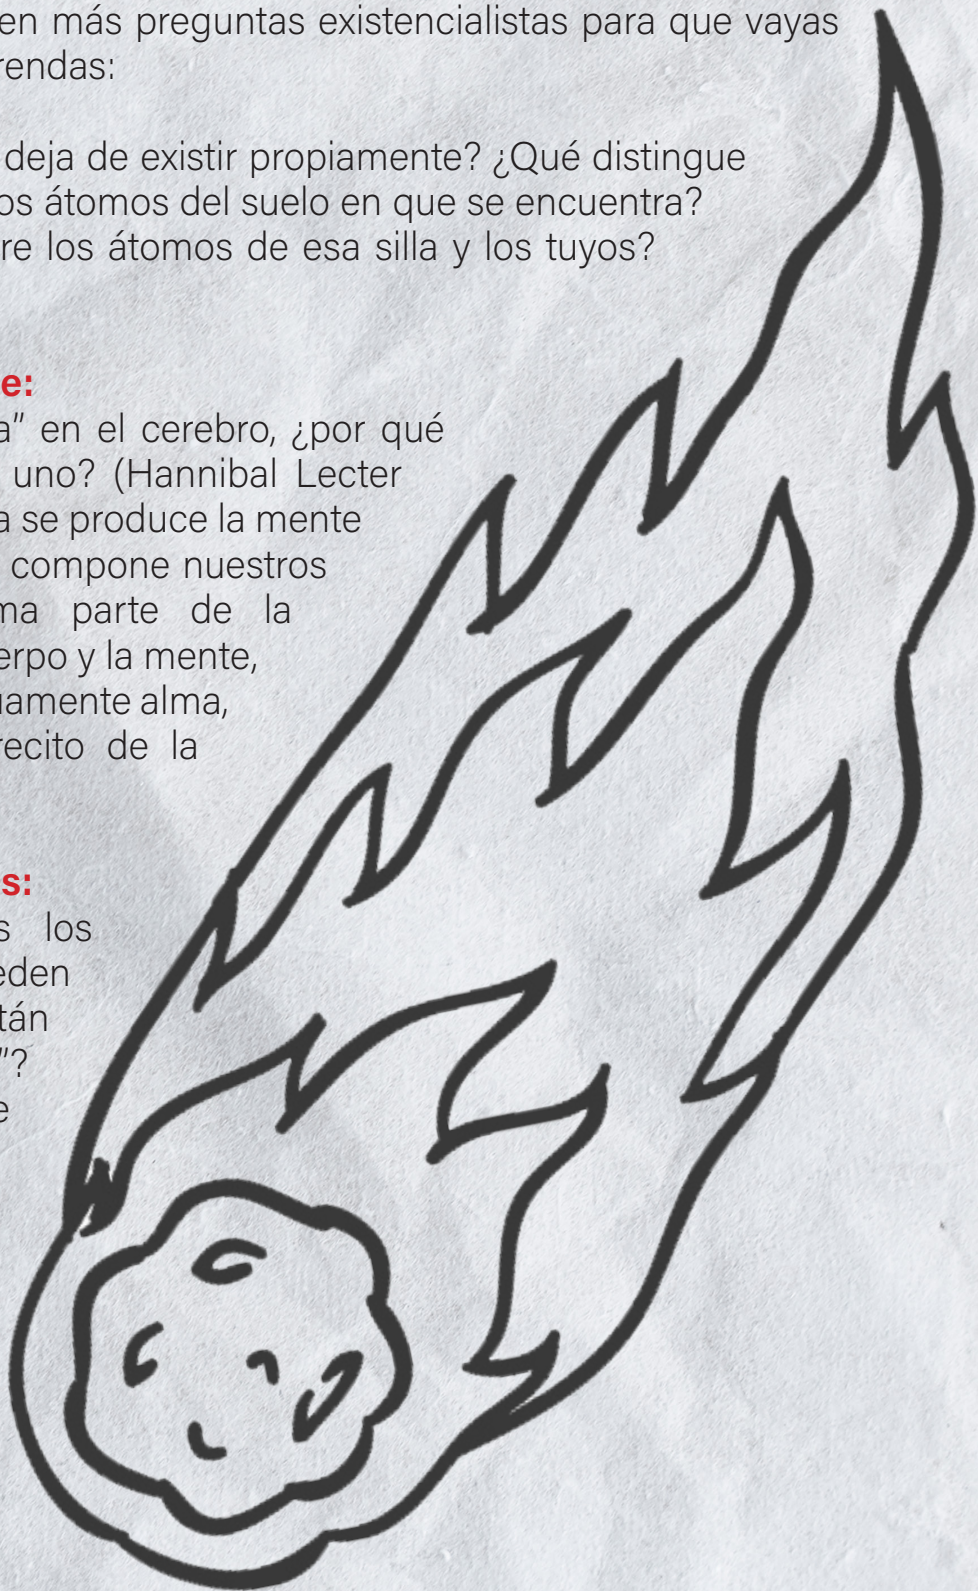 en más preguntas existencialistas para que vayas
rendas:
deja de existir propiamente? ¿Qué distingue
os átomos del suelo en que se encuentra?
re los átomos de esa silla y los tuyos?
e:
a” en el cerebro, ¿por qué
uno? (Hannibal Lecter
a se produce la mente
compone nuestros
ma parte de la
erpo y la mente,
uamente alma,
recito de la
s:
s los
eden
tán
”?
e